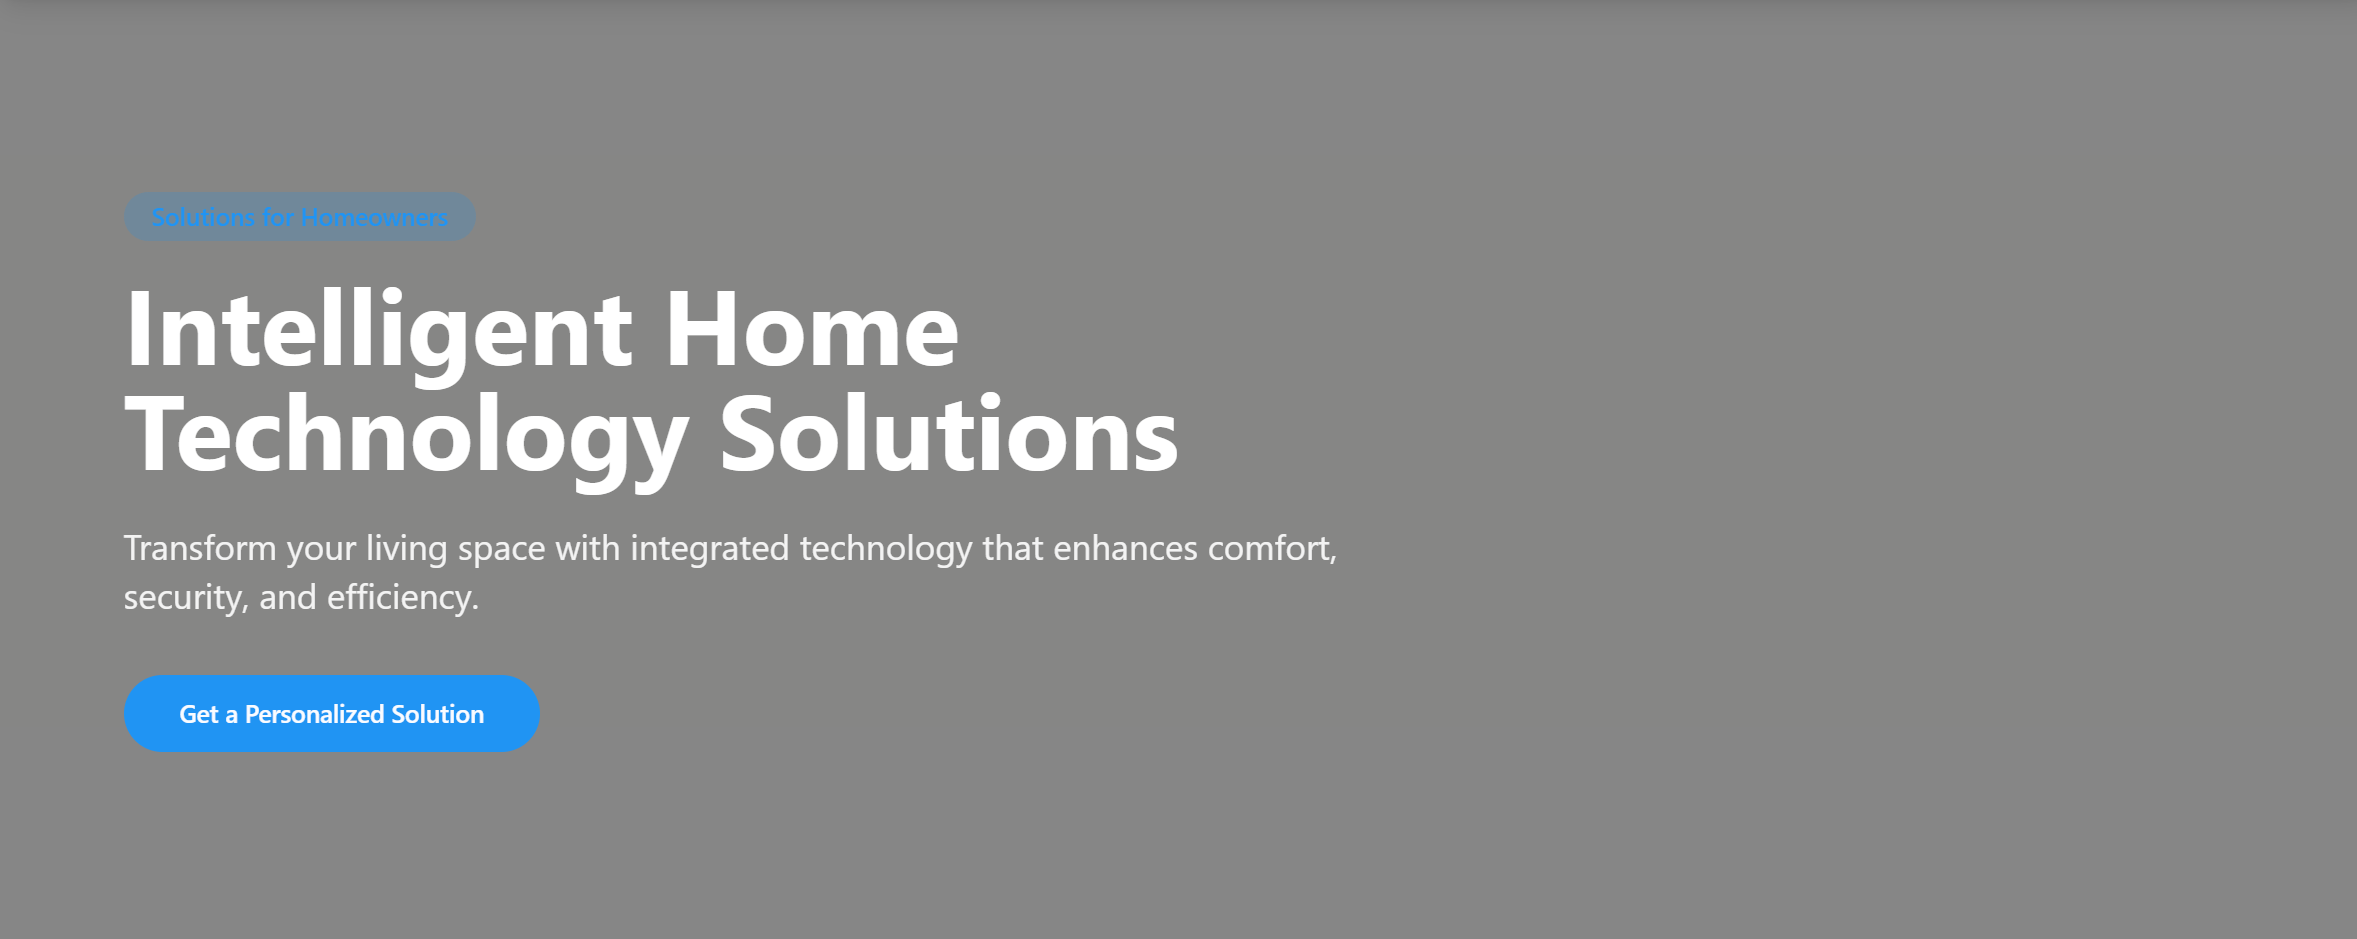 Solutions for Homeowners
Intelligent Home
Technology Solutions
Transform your living space with integrated technology that enhances comfort,
security, and efficiency.
Get a Personalized Solution